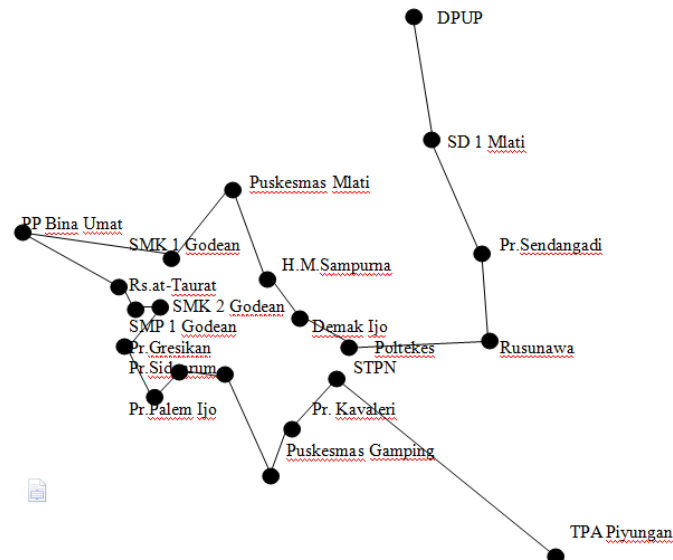 DPUP
SD 1 Mlati
Puskesmas Mlati
PP Bina Umat
SMK 1 Godean
Pr.Sendangadi
H.M.Sampurna
Rs.at-Taurat
SMK 2 Godean
SMP 1 Godean
Demak Ijo
Pr.Gresikan
Poltekes
Rusunawa
STPN
Pr.Palem Ijo
Pr. Kavaleri
Puskesmas Gamping
TPA Piyungan